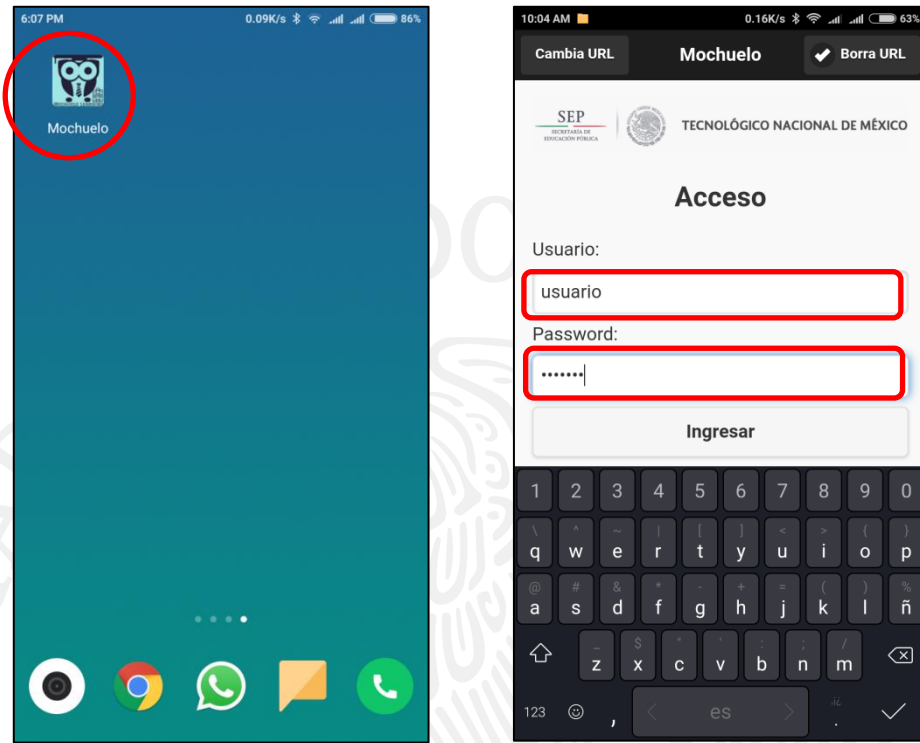 6:07 PM 0.09K/s 86%
Mochuelo
10:04 AM 0.16K/s 63%
Cambia URL Mochuelo Borra URL
SEP
SECRETARÍA DE
EDUCACIÓN PÚBLICA
TECNOLÓGICO NACIONAL DE MÉXICO
Acceso
Usuario:
usuario
Password:
•••••••
Ingresar
1 2 3 4 5 6 7 8 9 0
\ ^ ~ | [ ] < > { }
q w e r t y u i o p
@ # & * - + = ( ) %
a s d f g h j k l ñ
_ $ " ' : ; /
z x c v b n m
123 , < es > .